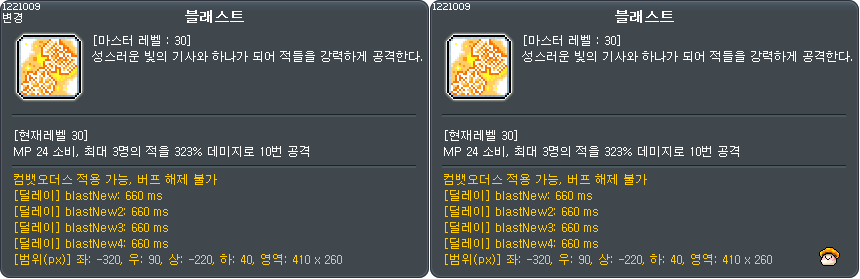 1221009
변경
블래스트
[마스터 레벨 : 30]
성스러운 빛의 기사와 하나가 되어 적들을 강력하게 공격한다.
[현재레벨 30]
MP 24 소비, 최대 3명의 적을 323% 데미지로 10번 공격
컴뱃오더스 적용 가능, 버프 해제 불가
[딜레이] blastNew: 660 ms
[딜레이] blastNew2: 660 ms
[딜레이] blastNew3: 660 ms
[딜레이] blastNew4: 660 ms
[범위(px)] 좌: -320, 우: 90, 상: -220, 하: 40, 영역: 410 x 260
1221009
블래스트
[마스터 레벨 : 30]
성스러운 빛의 기사와 하나가 되어 적들을 강력하게 공격한다.
[현재레벨 30]
MP 24 소비, 최대 3명의 적을 323% 데미지로 10번 공격
컴뱃오더스 적용 가능, 버프 해제 불가
[딜레이] blastNew: 660 ms
[딜레이] blastNew2: 660 ms
[딜레이] blastNew3: 660 ms
[딜레이] blastNew4: 660 ms
[범위(px)] 좌: -320, 우: 90, 상: -220, 하: 40, 영역: 410 x 260